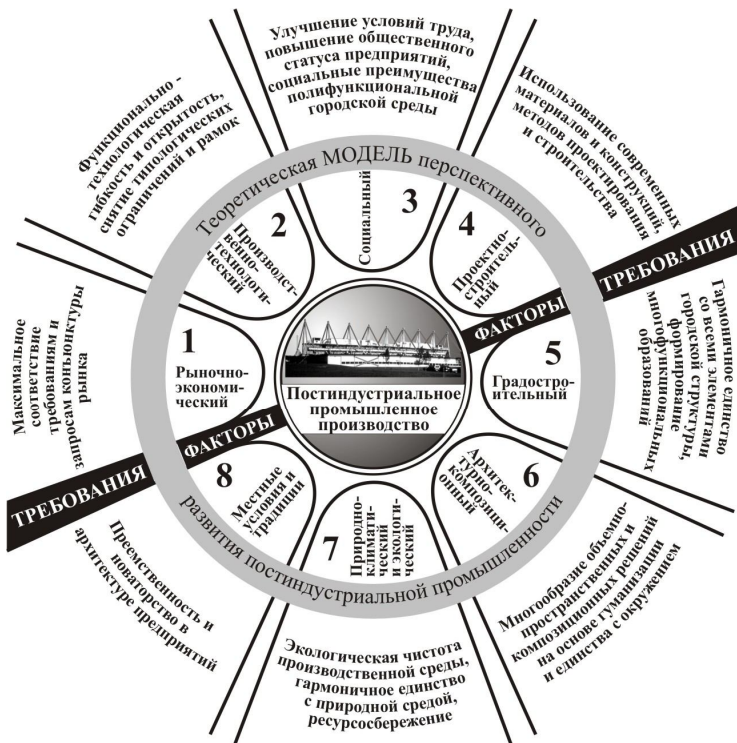 Теоретическая МОДЕЛЬ перспективного
развития постиндустриальной промышленности
Постиндустриальное
промышленное
производство
ФАКТОРЫ
ТРЕБОВАНИЯ
ФАКТОРЫ
ТРЕБОВАНИЯ
1
Рыночно-
экономи-
ческий
Максимальное
соответствие
требованиям и
запросам конъюнктуры
рынка
2
Производст-
венно-
технологи-
ческий
Функционально -
технологическая
гибкость и открытость,
снятие типологических
ограничений и рамок
3
Социальный
Улучшение условий труда,
повышение общественного
статуса предприятий,
социальные преимущества
полифункциональной
городской среды
4
Проектно-
строитель-
ный
Использование современных
материалов и конструкций,
методов проектирования
и строительства
5
Градостро-
ительный
Гармоничное единство
со всеми элементами
городской структуры,
формирование
многофункциональных
образований
6
Архитек-
турно-
композици-
онный
Многообразие объемно-
пространственных и
композиционных решений
на основе гуманизации
и единства с окружением
7
Природно-
климати-
ческий
и экологи-
ческий
Экологическая чистота
производственной среды,
гармоничное единство
с природной средой,
ресурсосбережение
8
Местные
условия и
традиции
Преемственность и
новаторство в
архитектуре предприятий